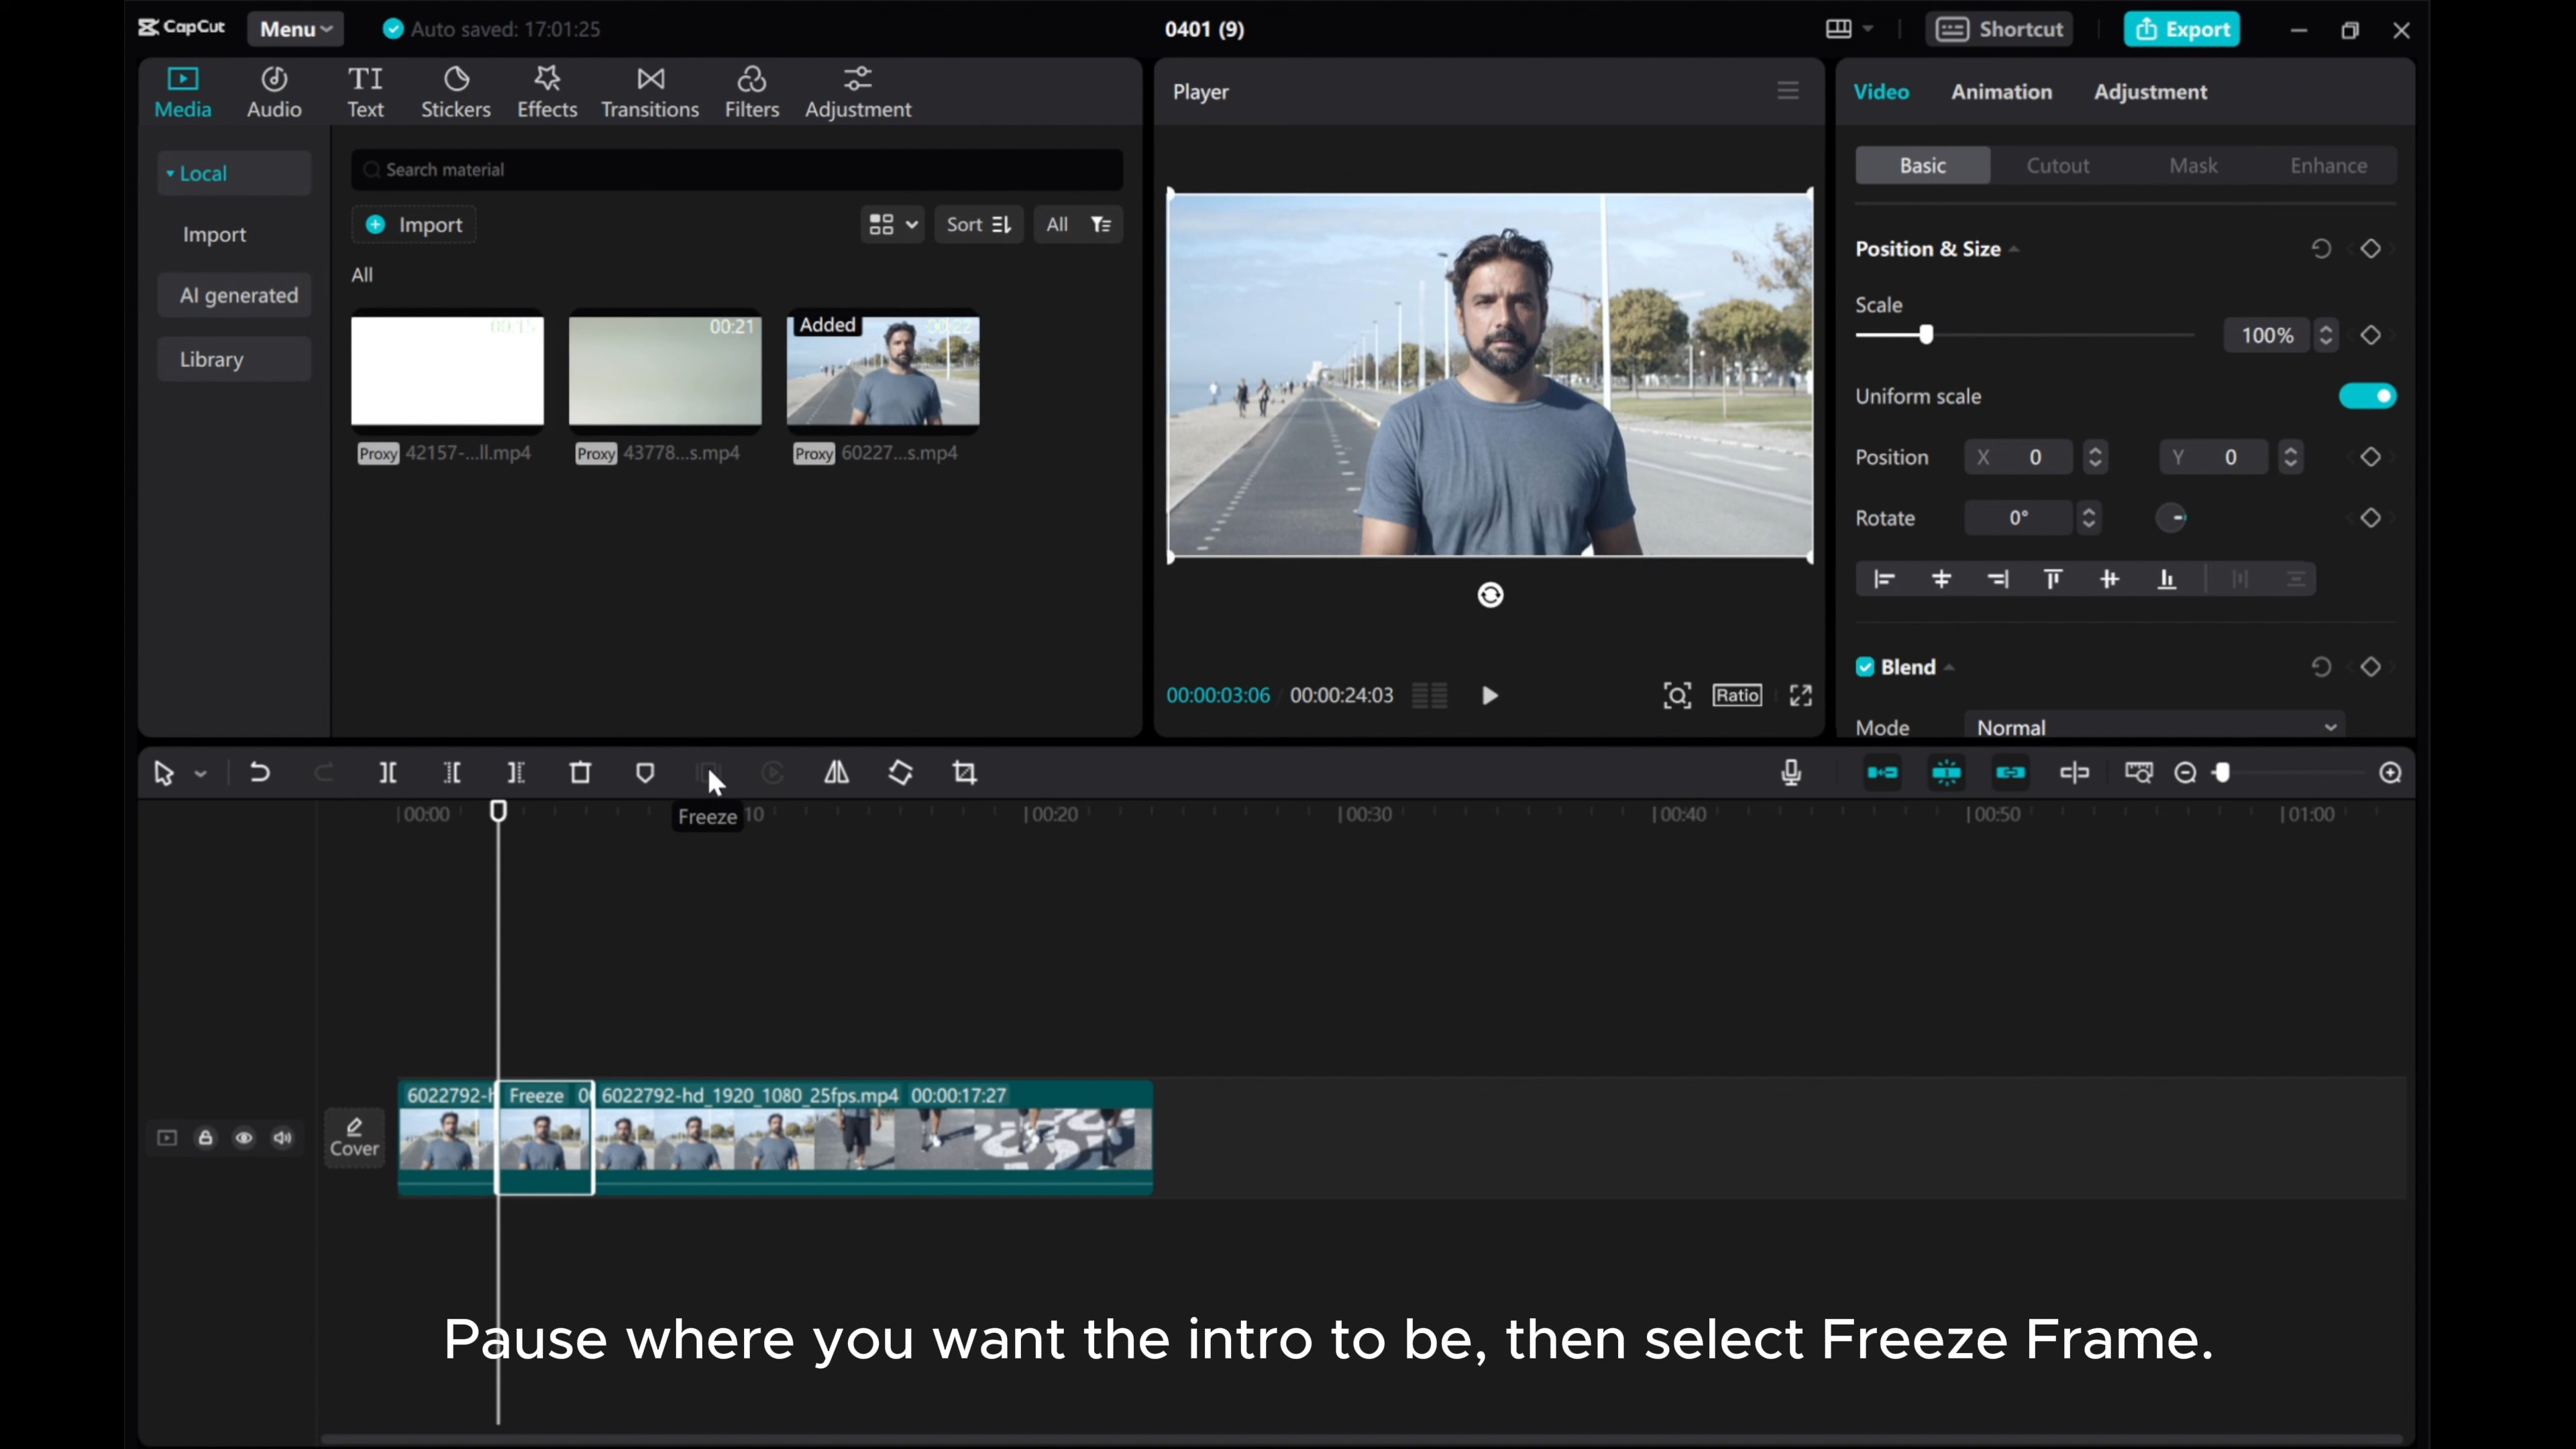 CapCut
Menu
Auto saved: 17:01:25
0401 (9)
Shortcut
Export
Media
Audio
TI
Text
Stickers
Effects
Transitions
Filters
Adjustment
Player
Video
Animation
Adjustment
Local
Import
AI generated
Library
Search material
Import
Sort
All
All
00:15
00:21
Added
00:22
Proxy 42157-...ll.mp4
Proxy 43778...s.mp4
Proxy 60227...s.mp4
Basic
Cutout
Mask
Enhance
Position & Size
Scale
100%
Uniform scale
Position
X 0
Y 0
Rotate
0°
Blend
Mode
Normal
00:00:03:06
00:00:24:03
Ratio
Freeze
00:00
10
00:20
00:30
00:40
00:50
01:00
Cover
6022792-h
Freeze 0
6022792-hd_1920_1080_25fps.mp4 00:00:17:27
Pause where you want the intro to be, then select Freeze Frame.